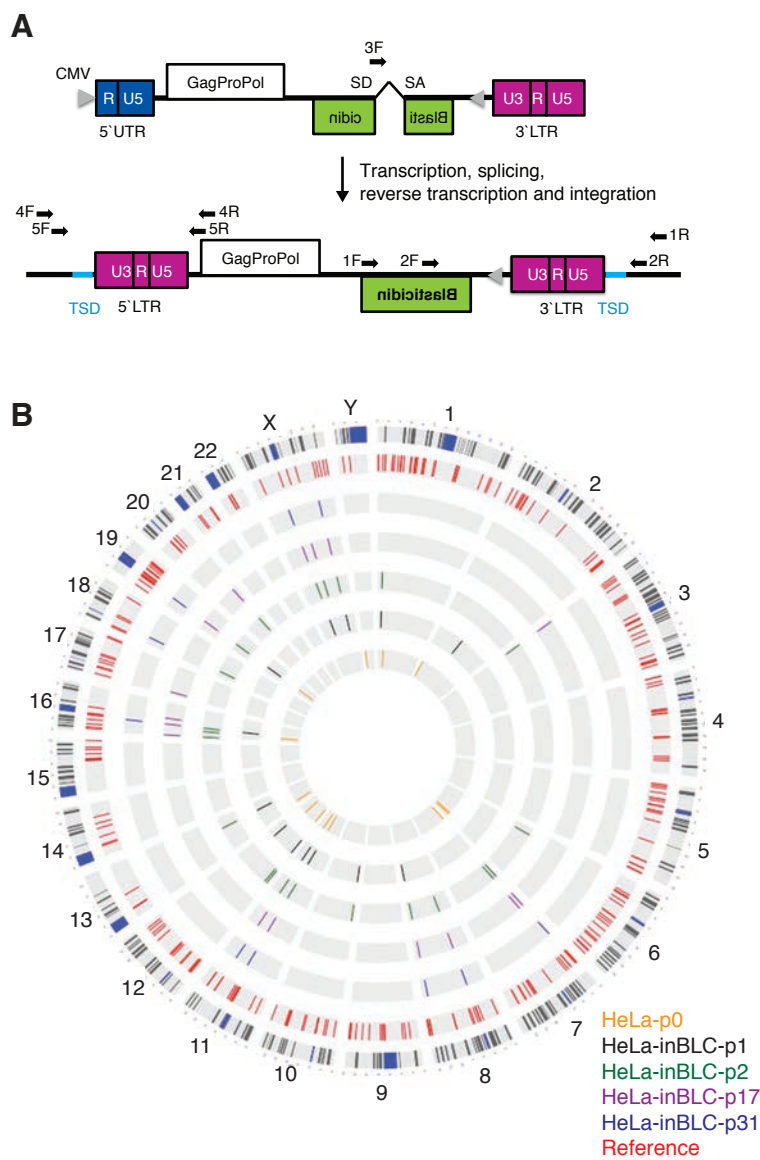 A
3F
CMV
GagProPol
SD
SA
R U5
U3 R U5
cidin
Blasti
5`UTR
3`LTR
Transcription, splicing,
reverse transcription and integration
4F
4R
5F
5R
1R
U3 R U5
GagProPol
1F
2F
2R
U3 R U5
Blasticidin
TSD
5`LTR
3`LTR
TSD
B
X
Y
1
2
3
4
5
6
7
8
9
10
11
12
13
14
15
16
17
18
19
20
21
22
HeLa-p0
HeLa-inBLC-p1
HeLa-inBLC-p2
HeLa-inBLC-p17
HeLa-inBLC-p31
Reference